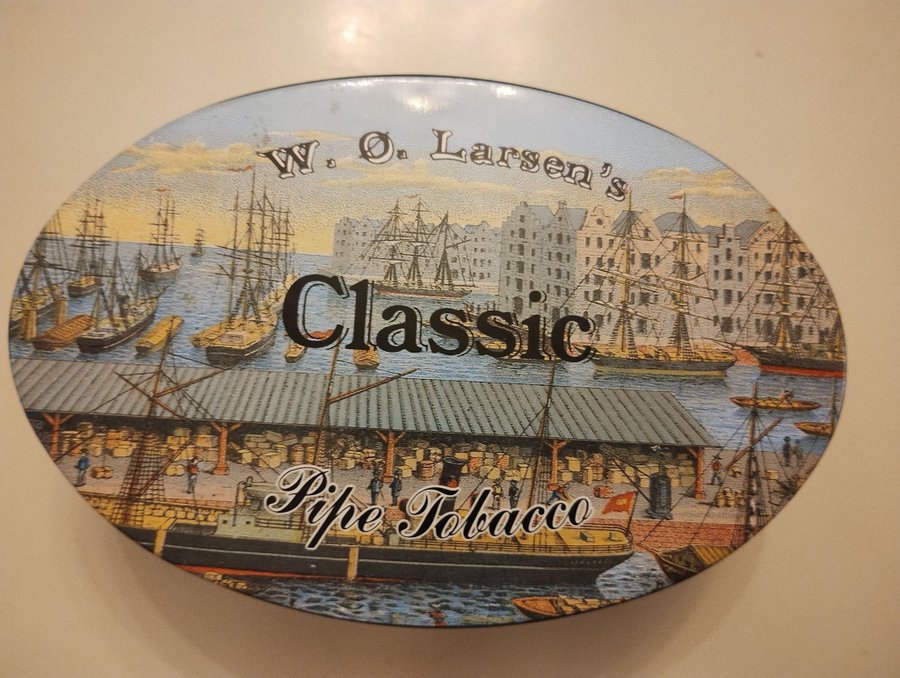 W. Ø. Larsen's
Classic
Pipe Tobacco